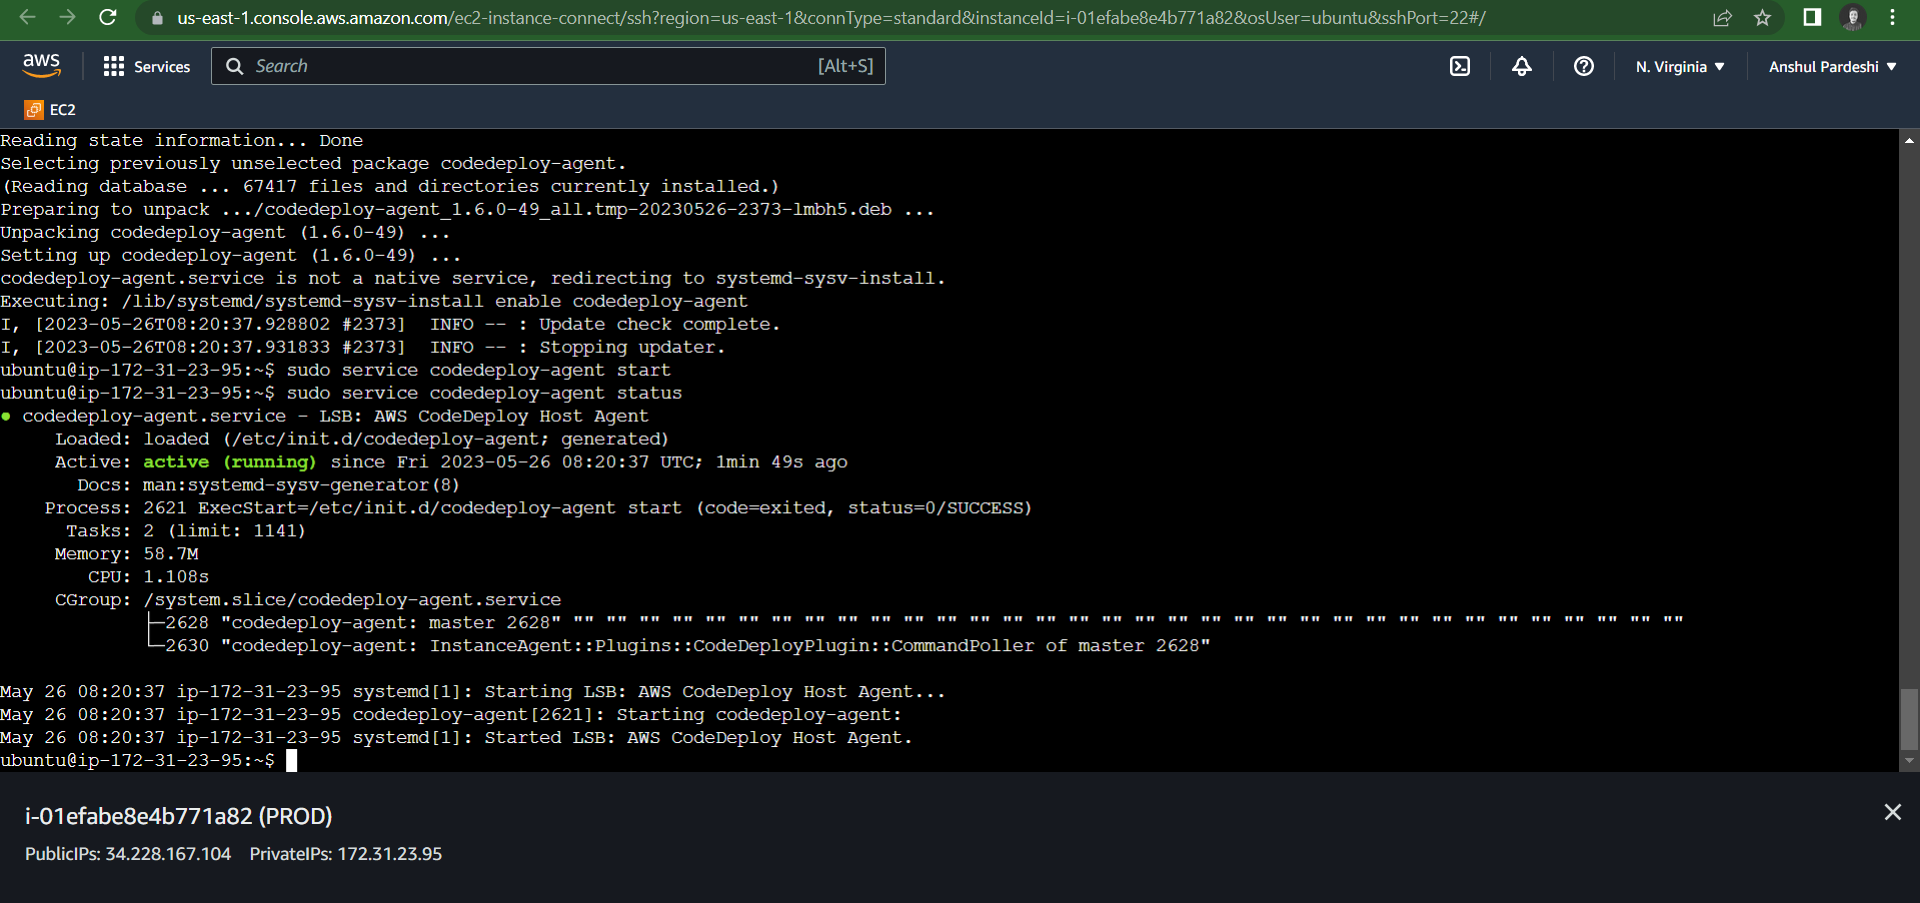 us-east-1.console.aws.amazon.com/ec2-instance-connect/ssh?region=us-east-1&connType=standard&instanceId=i-01efabe8e4b771a82&osUser=ubuntu&sshPort=22#/
aws Services Search [Alt+S] N. Virginia Anshul Pardeshi
EC2
Reading state information... Done
Selecting previously unselected package codedeploy-agent.
(Reading database ... 67417 files and directories currently installed.)
Preparing to unpack .../codedeploy-agent_1.6.0-49_all.tmp-20230526-2373-lmbh5.deb ...
Unpacking codedeploy-agent (1.6.0-49) ...
Setting up codedeploy-agent (1.6.0-49) ...
codedeploy-agent.service is not a native service, redirecting to systemd-sysv-install.
Executing: /lib/systemd/systemd-sysv-install enable codedeploy-agent
I, [2023-05-26T08:20:37.928802 #2373]  INFO -- : Update check complete.
I, [2023-05-26T08:20:37.931833 #2373]  INFO -- : Stopping updater.
ubuntu@ip-172-31-23-95:~$ sudo service codedeploy-agent start
ubuntu@ip-172-31-23-95:~$ sudo service codedeploy-agent status
● codedeploy-agent.service - LSB: AWS CodeDeploy Host Agent
     Loaded: loaded (/etc/init.d/codedeploy-agent; generated)
     Active: active (running) since Fri 2023-05-26 08:20:37 UTC; 1min 49s ago
       Docs: man:systemd-sysv-generator(8)
    Process: 2621 ExecStart=/etc/init.d/codedeploy-agent start (code=exited, status=0/SUCCESS)
      Tasks: 2 (limit: 1141)
     Memory: 58.7M
        CPU: 1.108s
     CGroup: /system.slice/codedeploy-agent.service
             ├─2628 "codedeploy-agent: master 2628" "" "" "" "" "" "" "" "" "" "" "" "" "" "" "" "" "" "" "" "" "" "" "" "" "" "" "" "" "" "" "" "" "" ""
             └─2630 "codedeploy-agent: InstanceAgent::Plugins::CodeDeployPlugin::CommandPoller of master 2628"
May 26 08:20:37 ip-172-31-23-95 systemd[1]: Starting LSB: AWS CodeDeploy Host Agent...
May 26 08:20:37 ip-172-31-23-95 codedeploy-agent[2621]: Starting codedeploy-agent:
May 26 08:20:37 ip-172-31-23-95 systemd[1]: Started LSB: AWS CodeDeploy Host Agent.
ubuntu@ip-172-31-23-95:~$
i-01efabe8e4b771a82 (PROD)
PublicIPs: 34.228.167.104 PrivateIPs: 172.31.23.95